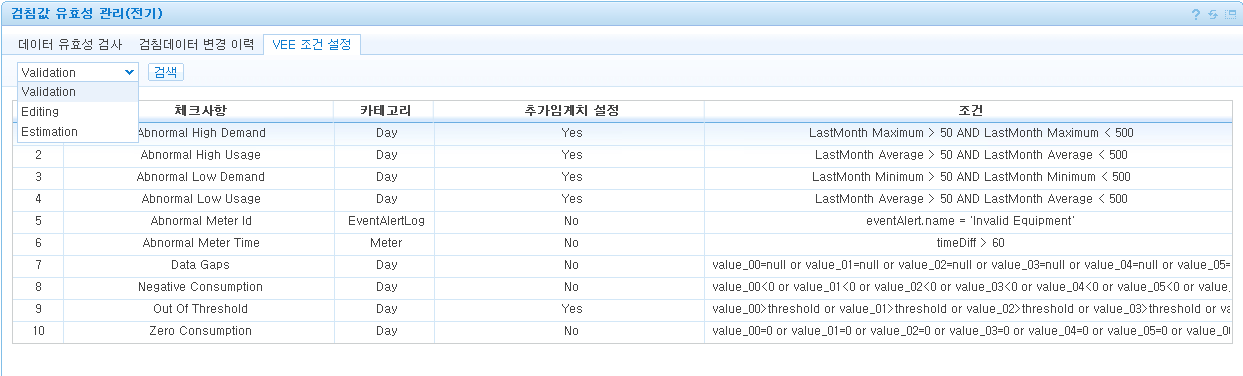 검침값 유효성 관리(전기)
?
데이터 유효성 검사 검침데이터 변경 이력 VEE 조건 설정
Validation 검색
Validation
Editing
Estimation
체크사항 카테고리 추가임계치 설정 조건
Abnormal High Demand Day Yes LastMonth Maximum > 50 AND LastMonth Maximum < 500
2 Abnormal High Usage Day Yes LastMonth Average > 50 AND LastMonth Average < 500
3 Abnormal Low Demand Day Yes LastMonth Minimum > 50 AND LastMonth Minimum < 500
4 Abnormal Low Usage Day Yes LastMonth Average > 50 AND LastMonth Average < 500
5 Abnormal Meter Id EventAlertLog No eventAlert.name = 'Invalid Equipment'
6 Abnormal Meter Time Meter No timeDiff > 60
7 Data Gaps Day No value_00=null or value_01=null or value_02=null or value_03=null or value_04=null or value_05=
8 Negative Consumption Day No value_00<0 or value_01<0 or value_02<0 or value_03<0 or value_04<0 or value_05<0 or value_
9 Out Of Threshold Day Yes value_00>threshold or value_01>threshold or value_02>threshold or value_03>threshold or va
10 Zero Consumption Day No value_00=0 or value_01=0 or value_02=0 or value_03=0 or value_04=0 or value_05=0 or value_0